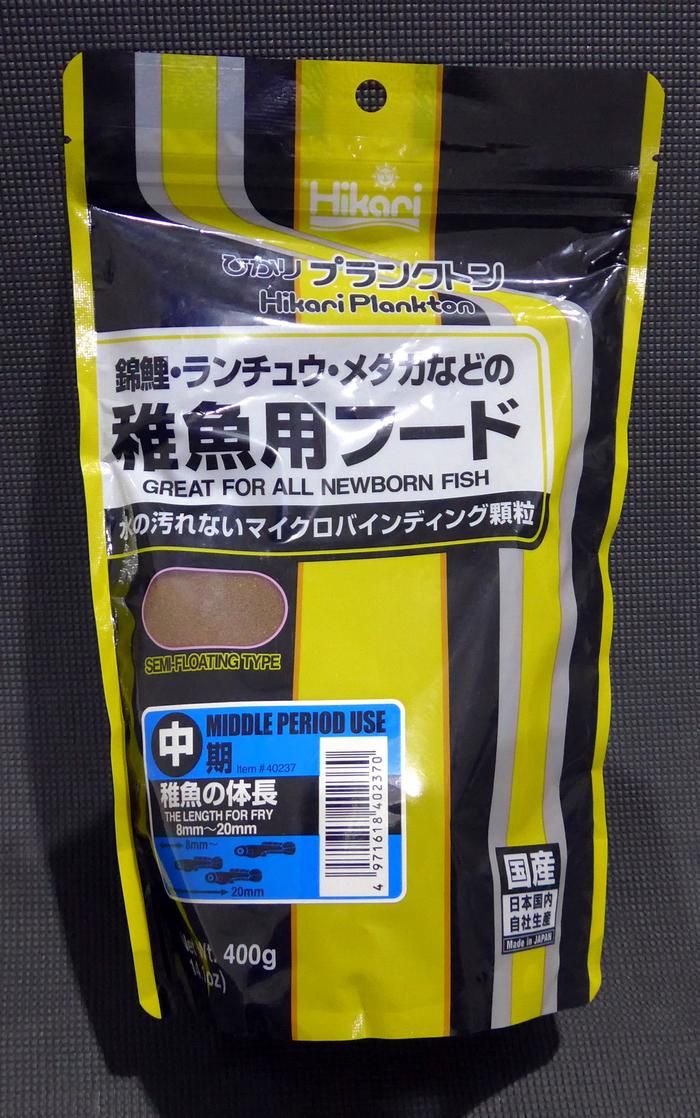 Hikari
ひかり プランクトン
Hikari Plankton
錦鯉・ランチュウ・メダカなどの
稚魚用フード
GREAT FOR ALL NEWBORN FISH
水の汚れないマイクロバインディング顆粒
SEMI-FLOATING TYPE
中期
MIDDLE PERIOD USE
Item #40237
稚魚の体長
THE LENGTH FOR FRY
8mm〜20mm
8mm〜
20mm
4 971618 402370
国産
日本国内
自社生産
Made in JAPAN
Wt. 400g
oz)